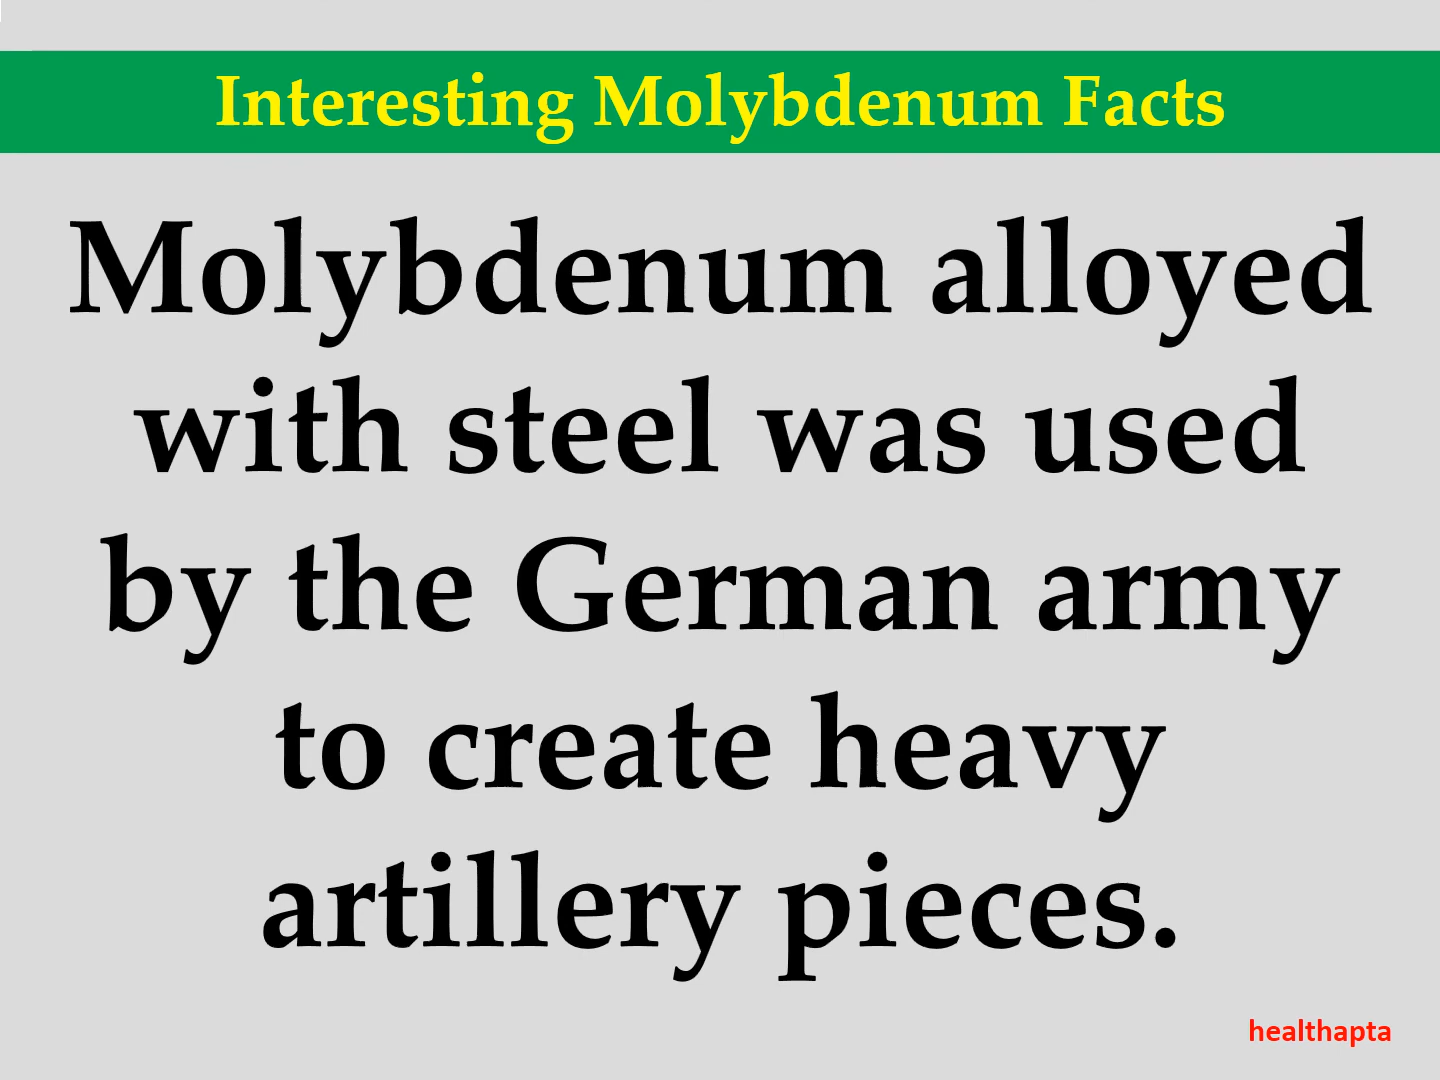 Interesting Molybdenum Facts
Molybdenum alloyed
with steel was used
by the German army
to create heavy
artillery pieces.
healthapta